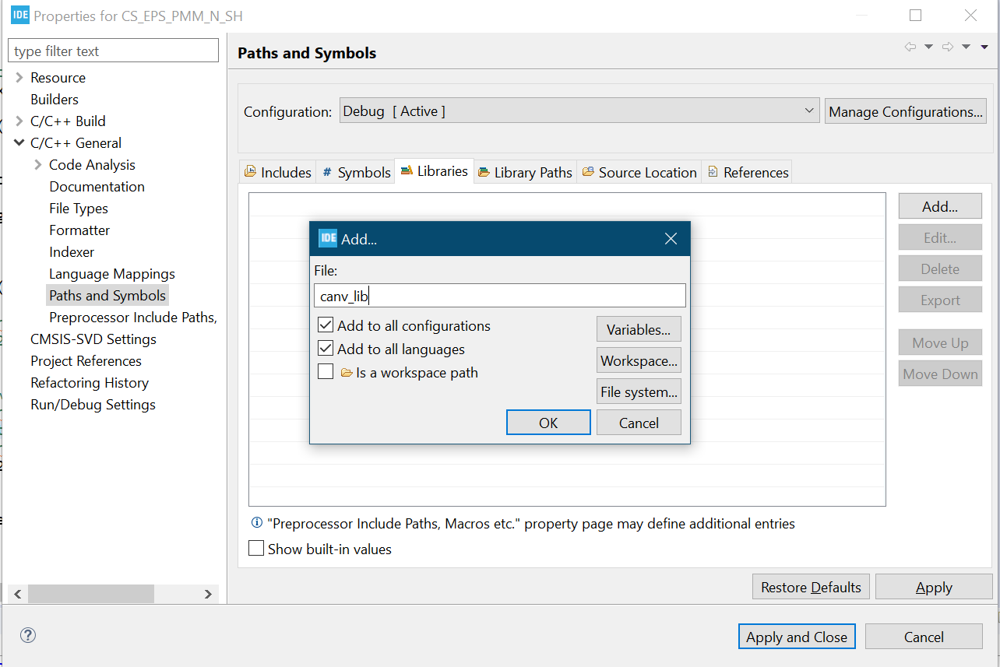 IDE Properties for CS_EPS_PMM_N_SH
type filter text
Resource
Builders
C/C++ Build
C/C++ General
Code Analysis
Documentation
File Types
Formatter
Indexer
Language Mappings
Paths and Symbols
Preprocessor Include Paths,
CMSIS-SVD Settings
Project References
Refactoring History
Run/Debug Settings
Paths and Symbols
Configuration: Debug [ Active ] Manage Configurations...
Includes # Symbols Libraries Library Paths Source Location References
Add...
Edit...
Delete
Export
Move Up
Move Down
IDE Add...
File:
canv_lib
Add to all configurations
Add to all languages
Is a workspace path
Variables...
Workspace...
File system...
OK Cancel
"Preprocessor Include Paths, Macros etc." property page may define additional entries
Show built-in values
Restore Defaults Apply
Apply and Close Cancel